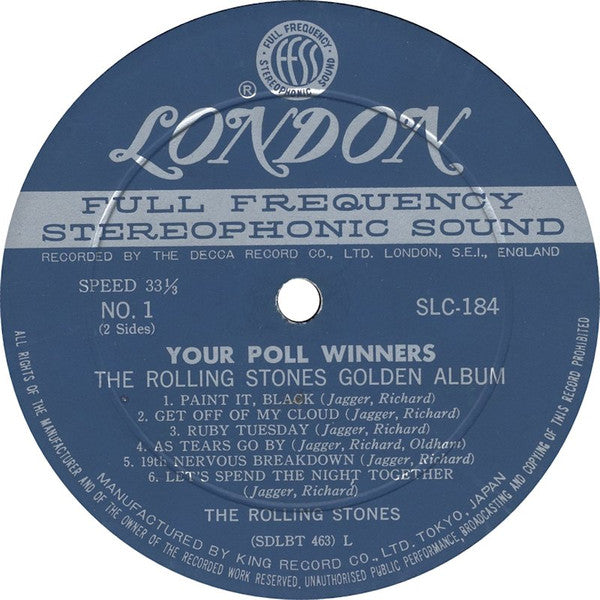 FULL FREQUENCY
FFSS
STEREOPHONIC SOUND
® LONDON
FULL FREQUENCY
STEREOPHONIC SOUND
RECORDED BY THE DECCA RECORD CO., LTD. LONDON, S.E.I., ENGLAND
SPEED 33⅓
NO. 1
(2 Sides)
SLC-184
YOUR POLL WINNERS
THE ROLLING STONES GOLDEN ALBUM
1. PAINT IT, BLACK (Jagger, Richard)
2. GET OFF OF MY CLOUD (Jagger, Richard)
3. RUBY TUESDAY (Jagger, Richard)
4. AS TEARS GO BY (Jagger, Richard, Oldham)
5. 19th NERVOUS BREAKDOWN (Jagger, Richard)
6. LET'S SPEND THE NIGHT TOGETHER
(Jagger, Richard)
THE ROLLING STONES
(SDLBT 463) L
MANUFACTURED BY KING RECORD CO., LTD. TOKYO, JAPAN
ALL RIGHTS OF THE MANUFACTURER AND OF THE OWNER OF THE RECORDED WORK RESERVED. UNAUTHORISED PUBLIC PERFORMANCE, BROADCASTING AND COPYING OF THIS RECORD PROHIBITED